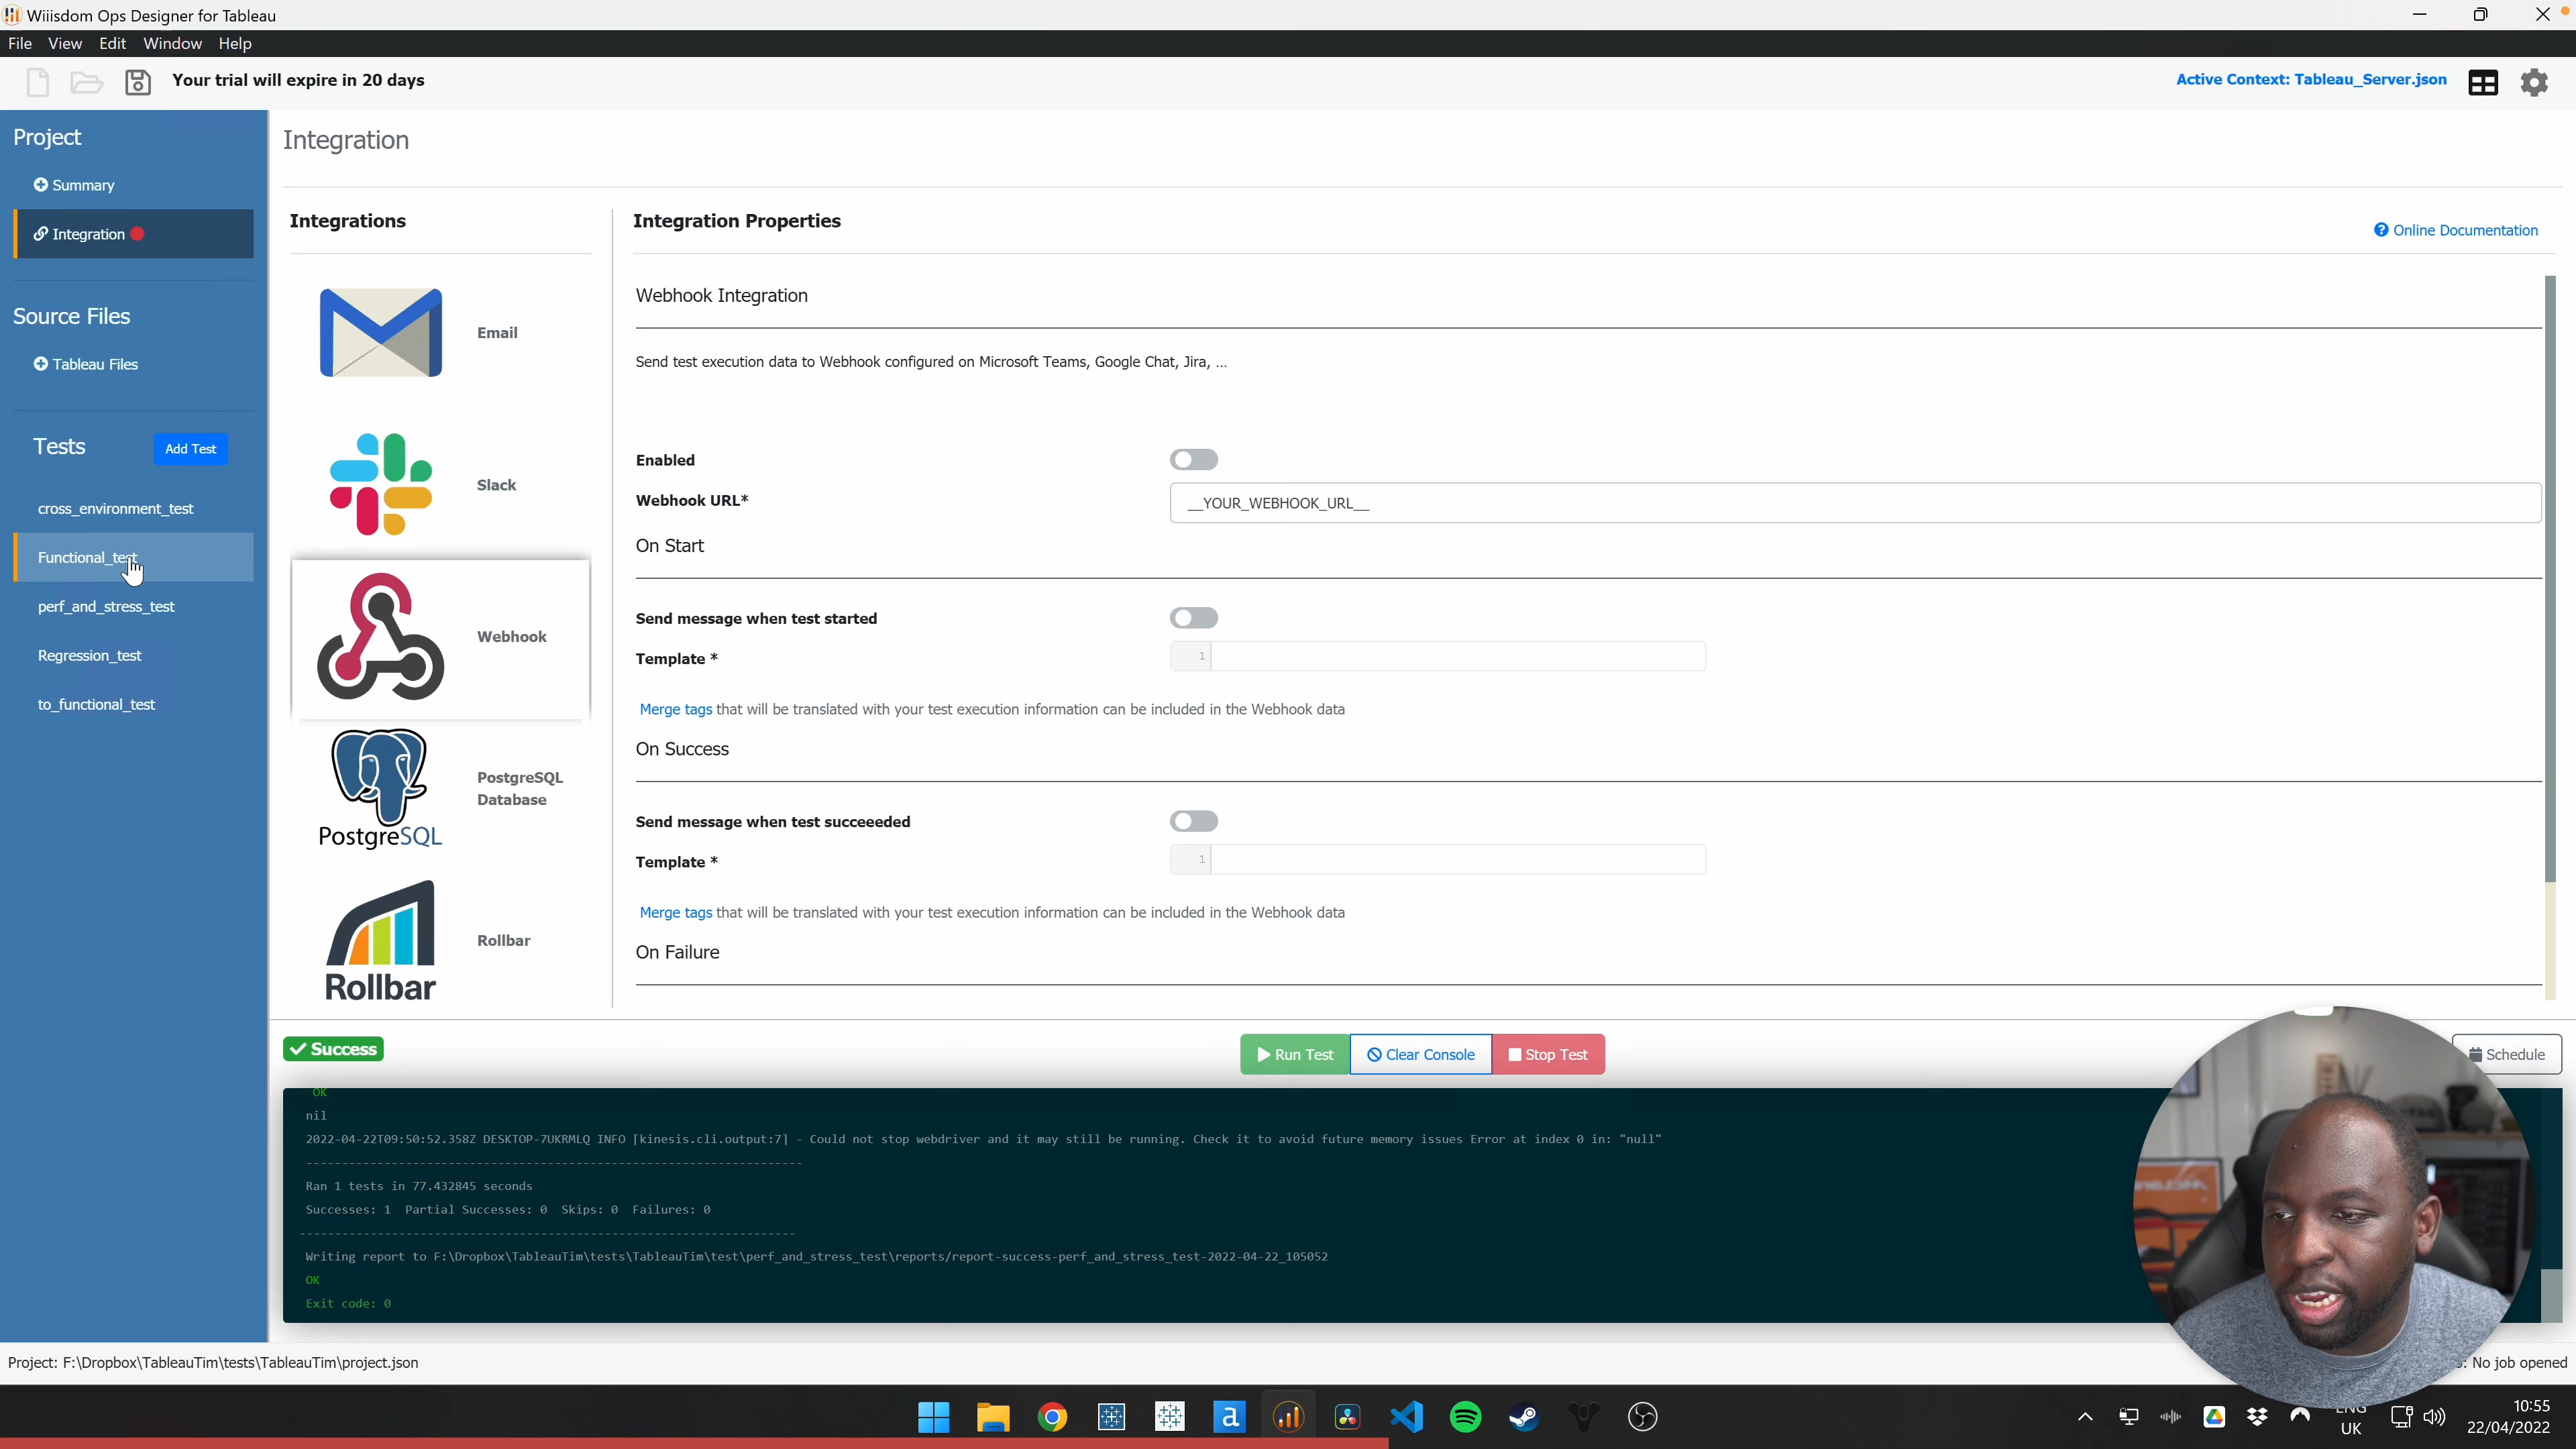 Wiiisdom Ops Designer for Tableau
File View Edit Window Help
Your trial will expire in 20 days
Active Context: Tableau_Server.json
Project
Summary
Integration
Source Files
Tableau Files
Tests
Add Test
cross_environment_test
Functional_test
perf_and_stress_test
Regression_test
to_functional_test
Integration
Integrations
Email
Slack
Webhook
PostgreSQL
PostgreSQL
Database
Rollbar
Rollbar
Integration Properties
Online Documentation
Webhook Integration
Send test execution data to Webhook configured on Microsoft Teams, Google Chat, Jira, ...
Enabled
Webhook URL*
__YOUR_WEBHOOK_URL__
On Start
Send message when test started
Template *
1
Merge tags that will be translated with your test execution information can be included in the Webhook data
On Success
Send message when test succeeeded
Template *
1
Merge tags that will be translated with your test execution information can be included in the Webhook data
On Failure
Success
Run Test
Clear Console
Stop Test
Schedule
OK
nil
2022-04-22T09:50:52.358Z DESKTOP-7UKRMLQ INFO [kinesis.cli.output:7] - Could not stop webdriver and it may still be running. Check it to avoid future memory issues Error at index 0 in: "null"
Ran 1 tests in 77.432845 seconds
Successes: 1 Partial Successes: 0 Skips: 0 Failures: 0
Writing report to F:\Dropbox\TableauTim\tests\TableauTim\test\perf_and_stress_test\reports/report-success-perf_and_stress_test-2022-04-22_105052
OK
Exit code: 0
Project: F:\Dropbox\TableauTim\tests\TableauTim\project.json
No job opened
ENG
UK
10:55
22/04/2022